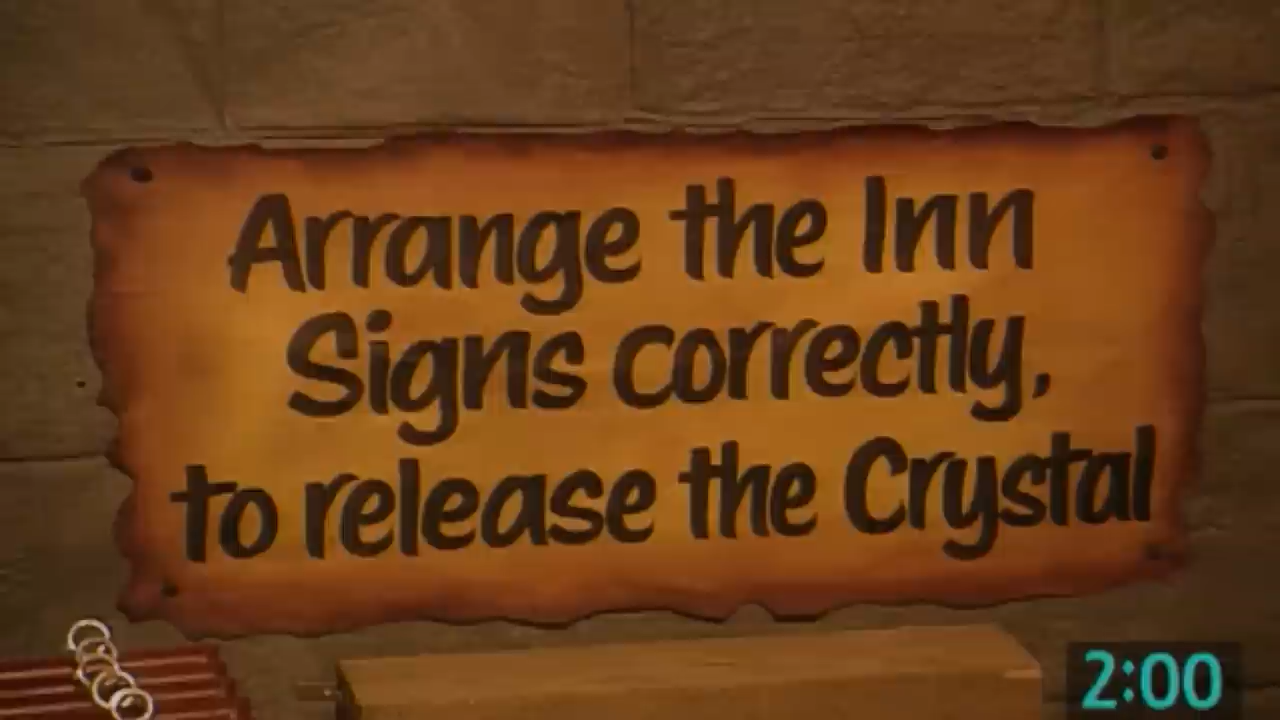 Arrange the Inn
Signs correctly,
to release the Crystal
2:00